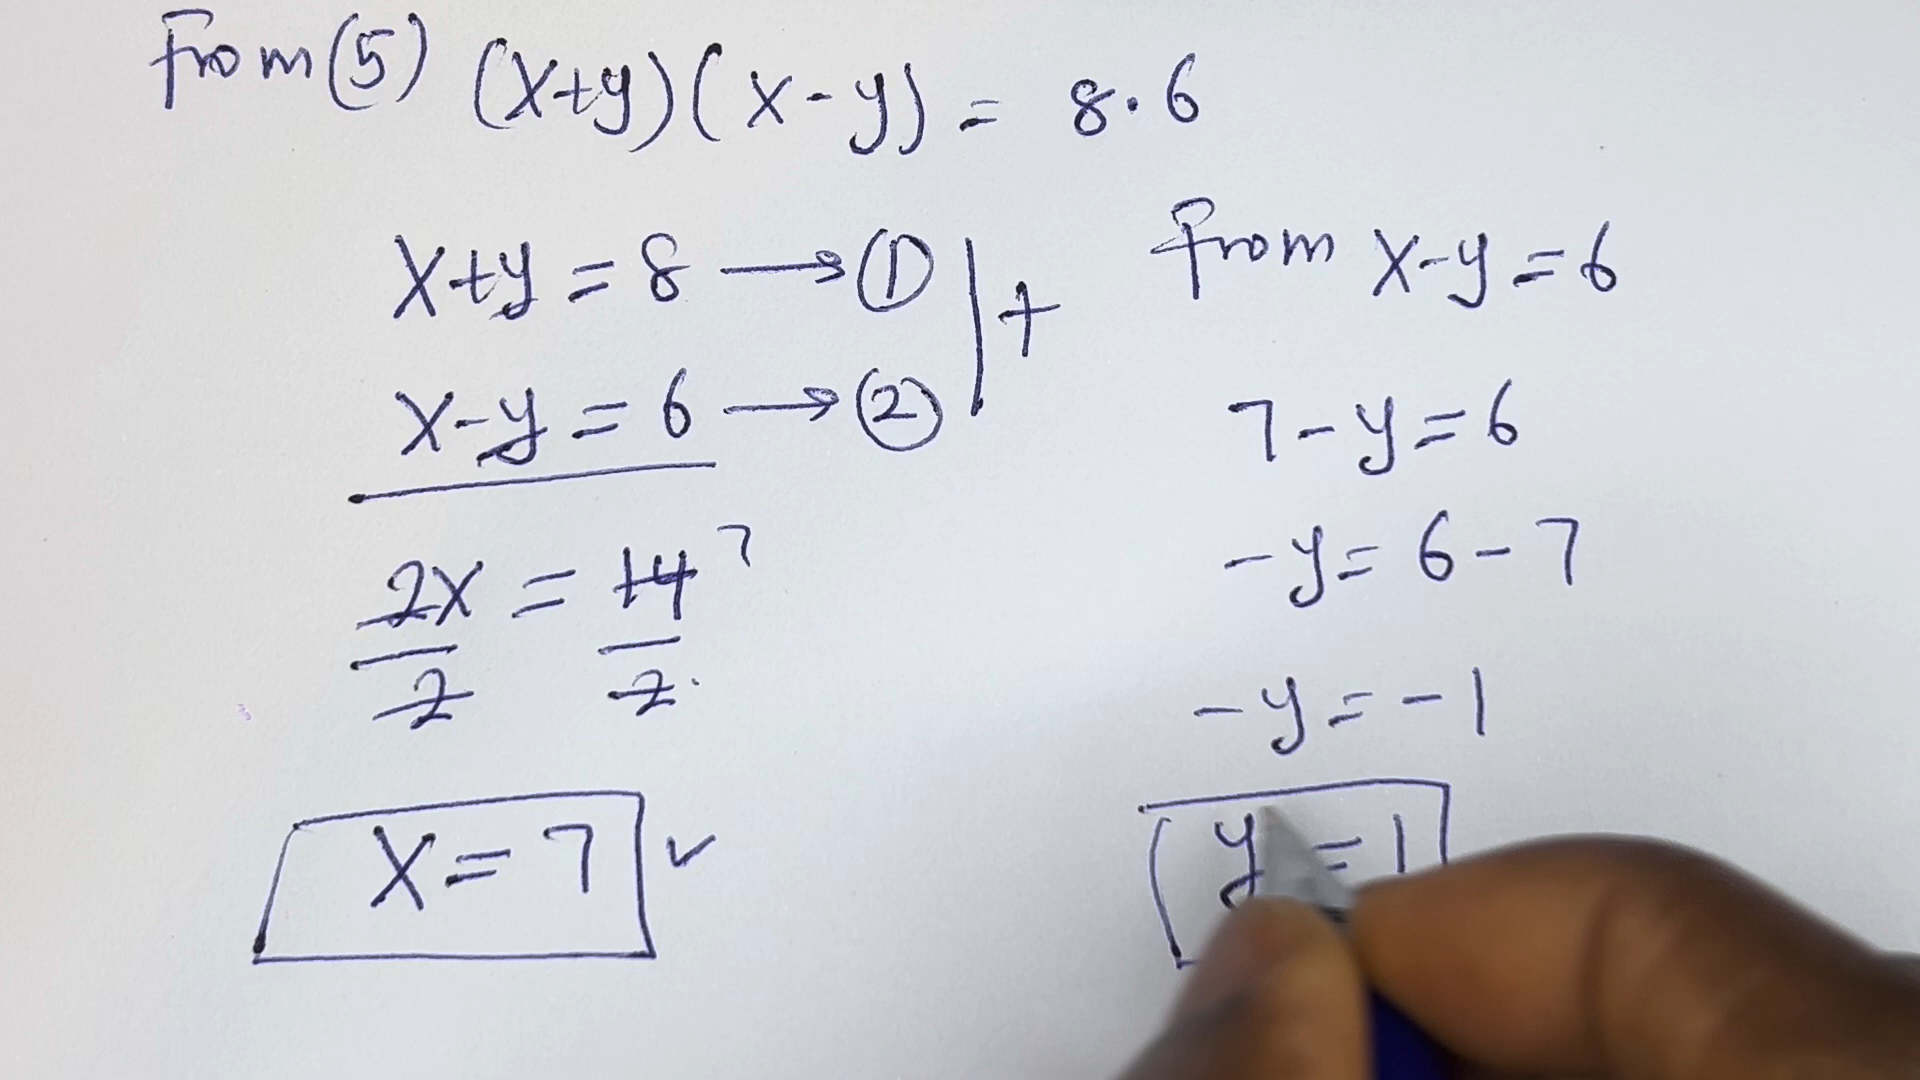 From (5) (x+y)(x-y) = 8.6
x+y = 8 → ① | +
x-y = 6 → ②
2x = 14 7
2 2
x = 7 ✓
From x-y = 6
7-y = 6
-y = 6-7
-y = -1
y = 1